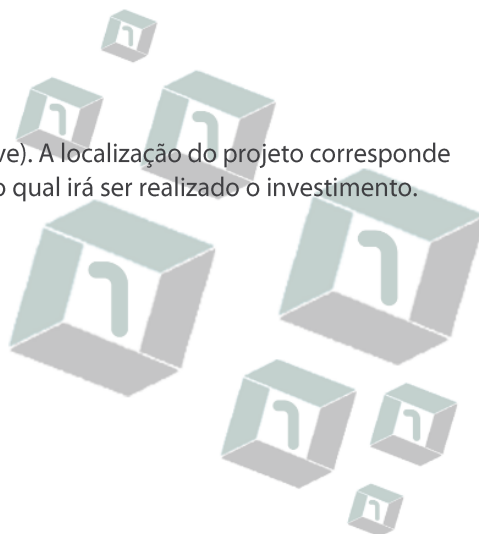 ve). A localização do projeto corresponde
o qual irá ser realizado o investimento.